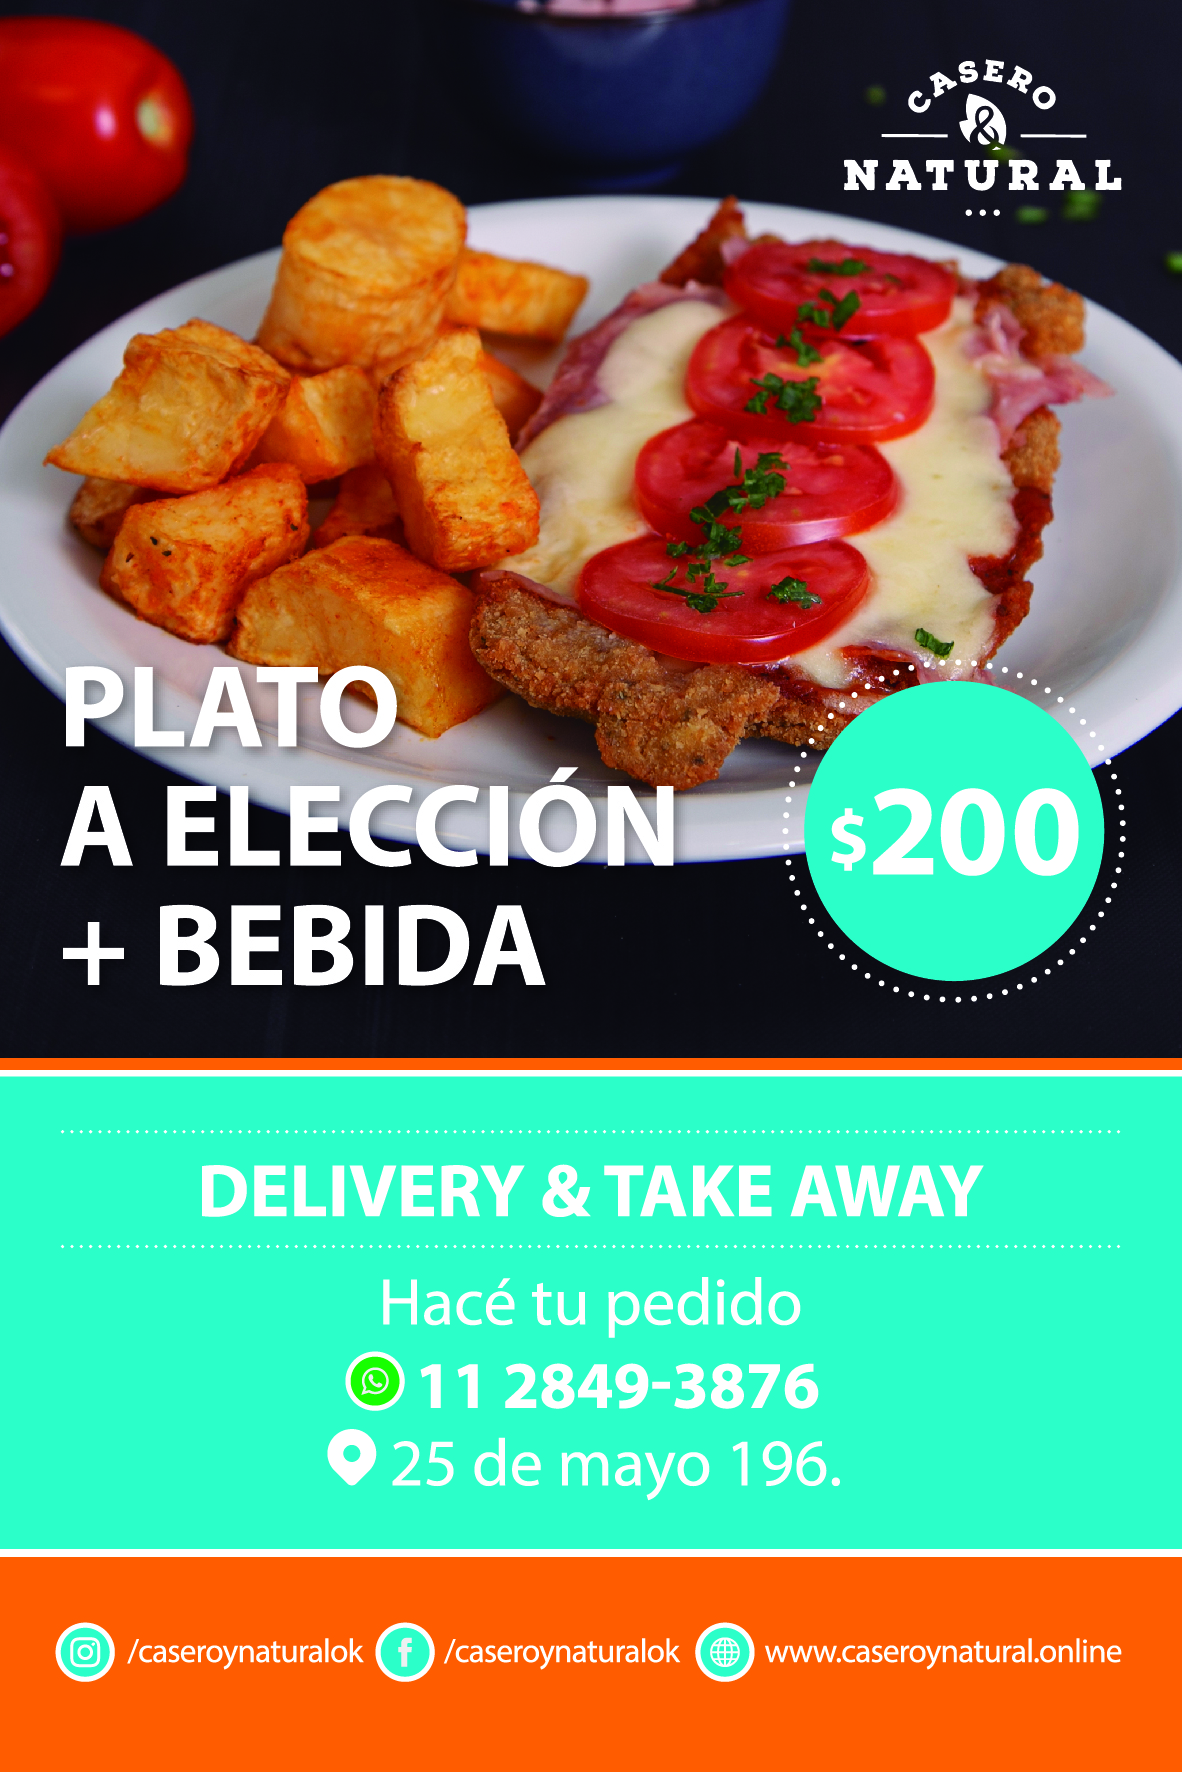 CASERO
&
NATURAL
PLATO
A ELECCIÓN
+ BEBIDA
$200
DELIVERY & TAKE AWAY
Hacé tu pedido
11 2849-3876
25 de mayo 196.
/caseroynaturalok /caseroynaturalok www.caseroynatural.online